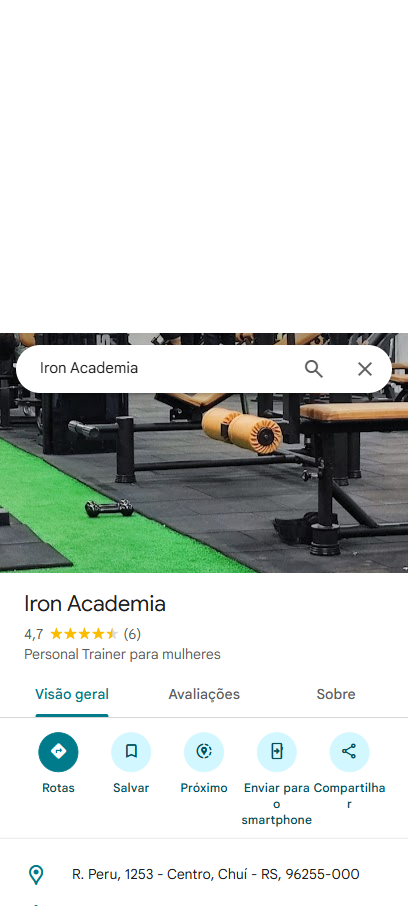 Iron Academia
Iron Academia
4,7 (6)
Personal Trainer para mulheres
Visão geral
Avaliações
Sobre
Rotas
Salvar
Próximo
Enviar para
o
smartphone
Compartilha
r
R. Peru, 1253 - Centro, Chuí - RS, 96255-000